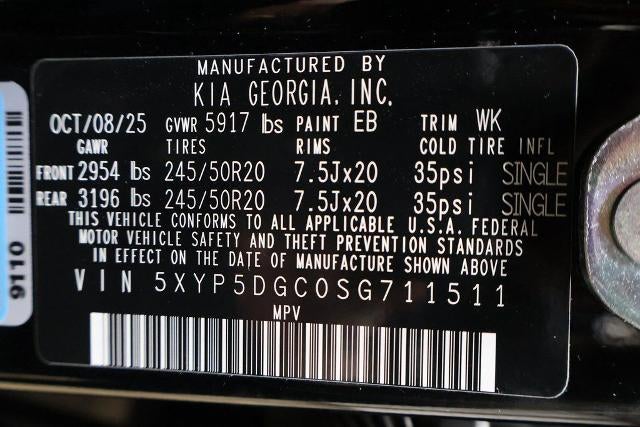 MANUFACTURED BY
KIA GEORGIA, INC.
OCT/08/25 GVWR 5917 lbs PAINT EB TRIM WK
GAWR TIRES RIMS COLD TIRE INFL
FRONT 2954 lbs 245/50R20 7.5Jx20 35psi SINGLE
REAR 3196 lbs 245/50R20 7.5Jx20 35psi SINGLE
THIS VEHICLE CONFORMS TO ALL APPLICABLE U.S.A. FEDERAL
MOTOR VEHICLE SAFETY AND THEFT PREVENTION STANDARDS
IN EFFECT ON THE DATE OF MANUFACTURE SHOWN ABOVE
VIN 5XYP5DGC0SG711511
MPV
9110